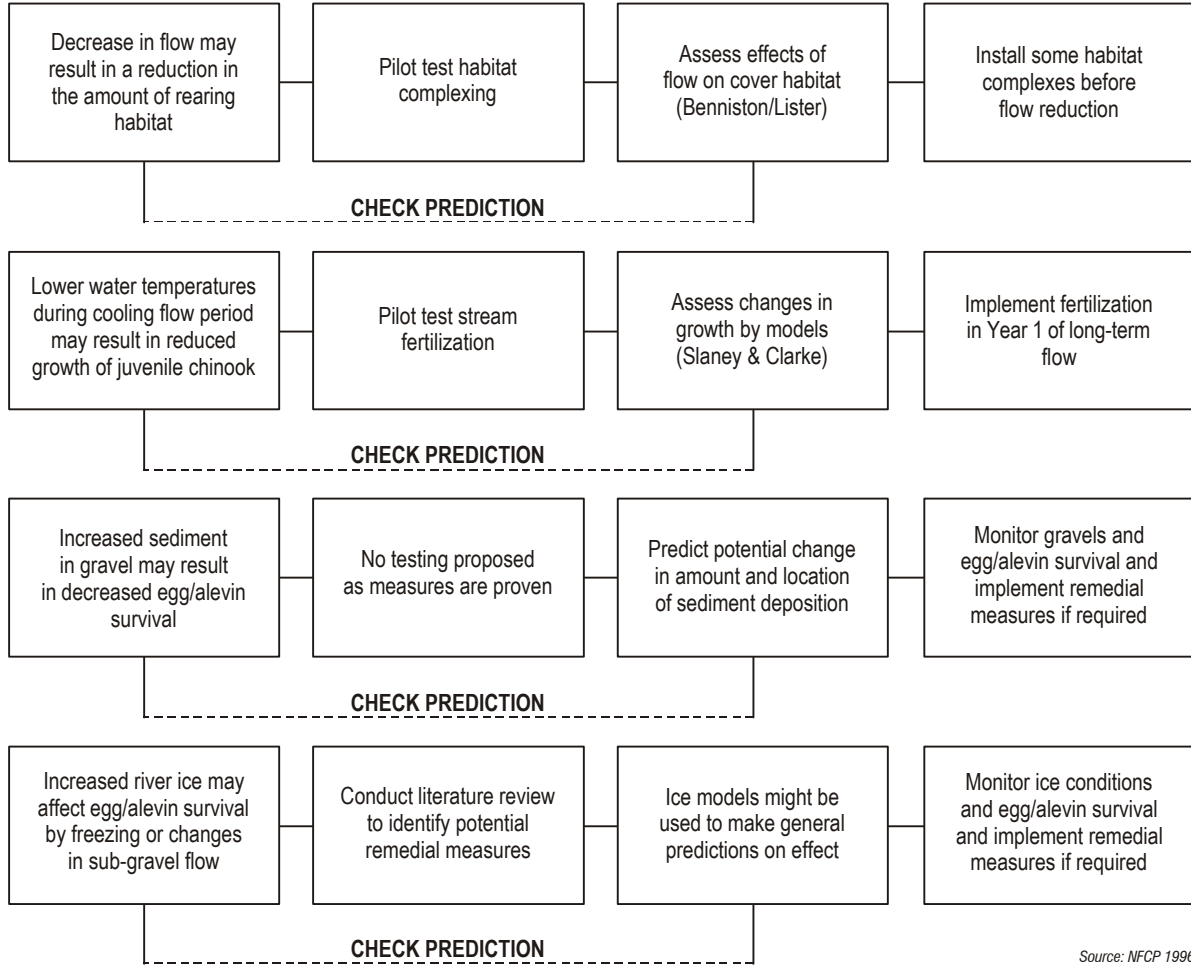 Decrease in flow may
result in a reduction in
the amount of rearing
habitat
Pilot test habitat
complexing
Assess effects of
flow on cover habitat
(Benniston/Lister)
Install some habitat
complexes before
flow reduction
CHECK PREDICTION
Lower water temperatures
during cooling flow period
may result in reduced
growth of juvenile chinook
Pilot test stream
fertilization
Assess changes in
growth by models
(Slaney & Clarke)
Implement fertilization
in Year 1 of long-term
flow
CHECK PREDICTION
Increased sediment
in gravel may result
in decreased egg/alevin
survival
No testing proposed
as measures are proven
Predict potential change
in amount and location
of sediment deposition
Monitor gravels and
egg/alevin survival and
implement remedial
measures if required
CHECK PREDICTION
Increased river ice may
affect egg/alevin survival
by freezing or changes
in sub-gravel flow
Conduct literature review
to identify potential
remedial measures
Ice models might be
used to make general
predictions on effect
Monitor ice conditions
and egg/alevin survival
and implement remedial
measures if required
CHECK PREDICTION
Source: NFCP 1996